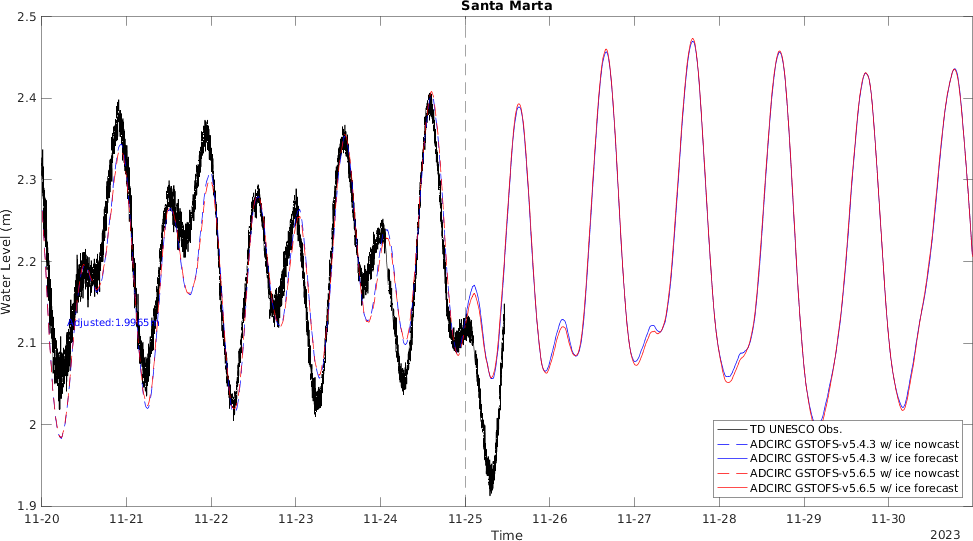 Santa Marta
2.5
2.4
2.3
2.2
2.1
2
1.9
Water Level (m)
Adjusted:1.9955m
TD UNESCO Obs.
ADCIRC GSTOFS-v5.4.3 w/ ice nowcast
ADCIRC GSTOFS-v5.4.3 w/ ice forecast
ADCIRC GSTOFS-v5.6.5 w/ ice nowcast
ADCIRC GSTOFS-v5.6.5 w/ ice forecast
11-20 11-21 11-22 11-23 11-24 11-25 11-26 11-27 11-28 11-29 11-30
Time
2023